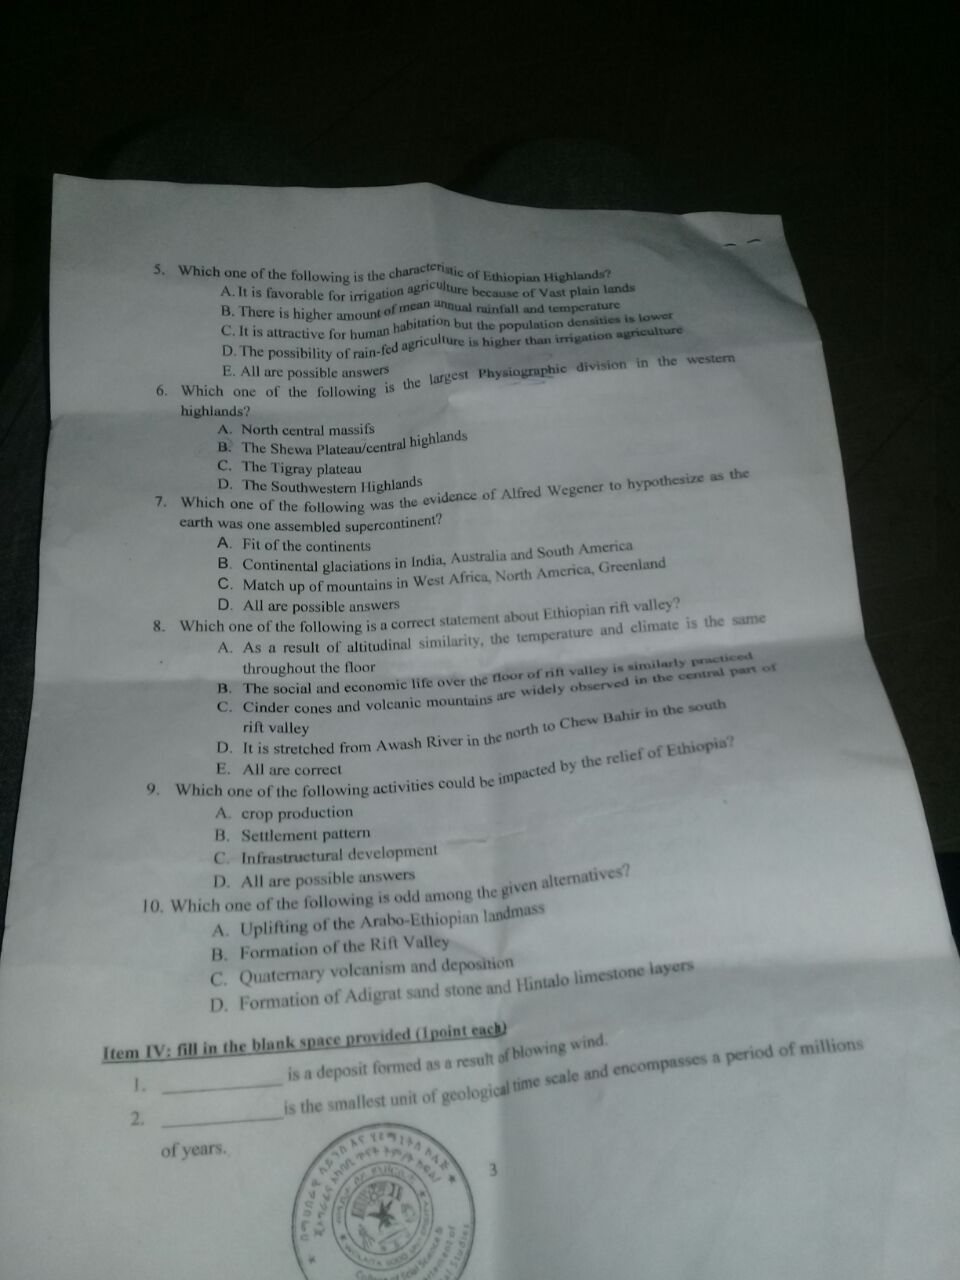 5. Which one of the following is the characteristic of Ethiopian Highlands?
A. It is favorable for irrigation agriculture because of Vast plain lands
B. There is higher amount of mean annual rainfall and temperature
C. It is attractive for human habitation but the population densities is lower
D. The possibility of rain-fed agriculture is higher than irrigation agriculture
E. All are possible answers
6. Which one of the following is the largest Physiographic division in the western
highlands?
A. North central massifs
B. The Shewa Plateau/central highlands
C. The Tigray plateau
D. The Southwestern Highlands
7. Which one of the following was the evidence of Alfred Wegener to hypothesize as the
earth was one assembled supercontinent?
A. Fit of the continents
B. Continental glaciations in India, Australia and South America
C. Match up of mountains in West Africa, North America, Greenland
D. All are possible answers
8. Which one of the following is a correct statement about Ethiopian rift valley?
A. As a result of altitudinal similarity, the temperature and climate is the same
throughout the floor
B. The social and economic life over the floor of rift valley is similarly practiced
C. Cinder cones and volcanic mountains are widely observed in the central part of
rift valley
D. It is stretched from Awash River in the north to Chew Bahir in the south
E. All are correct
9. Which one of the following activities could be impacted by the relief of Ethiopia?
A. crop production
B. Settlement pattern
C. Infrastructural development
D. All are possible answers
10. Which one of the following is odd among the given alternatives?
A. Uplifting of the Arabo-Ethiopian landmass
B. Formation of the Rift Valley
C. Quaternary volcanism and deposition
D. Formation of Adigrat sand stone and Hintalo limestone layers
Item IV: fill in the blank space provided (1point each)
1. ____________ is a deposit formed as a result of blowing wind.
2. ____________ is the smallest unit of geological time scale and encompasses a period of millions
of years.
3